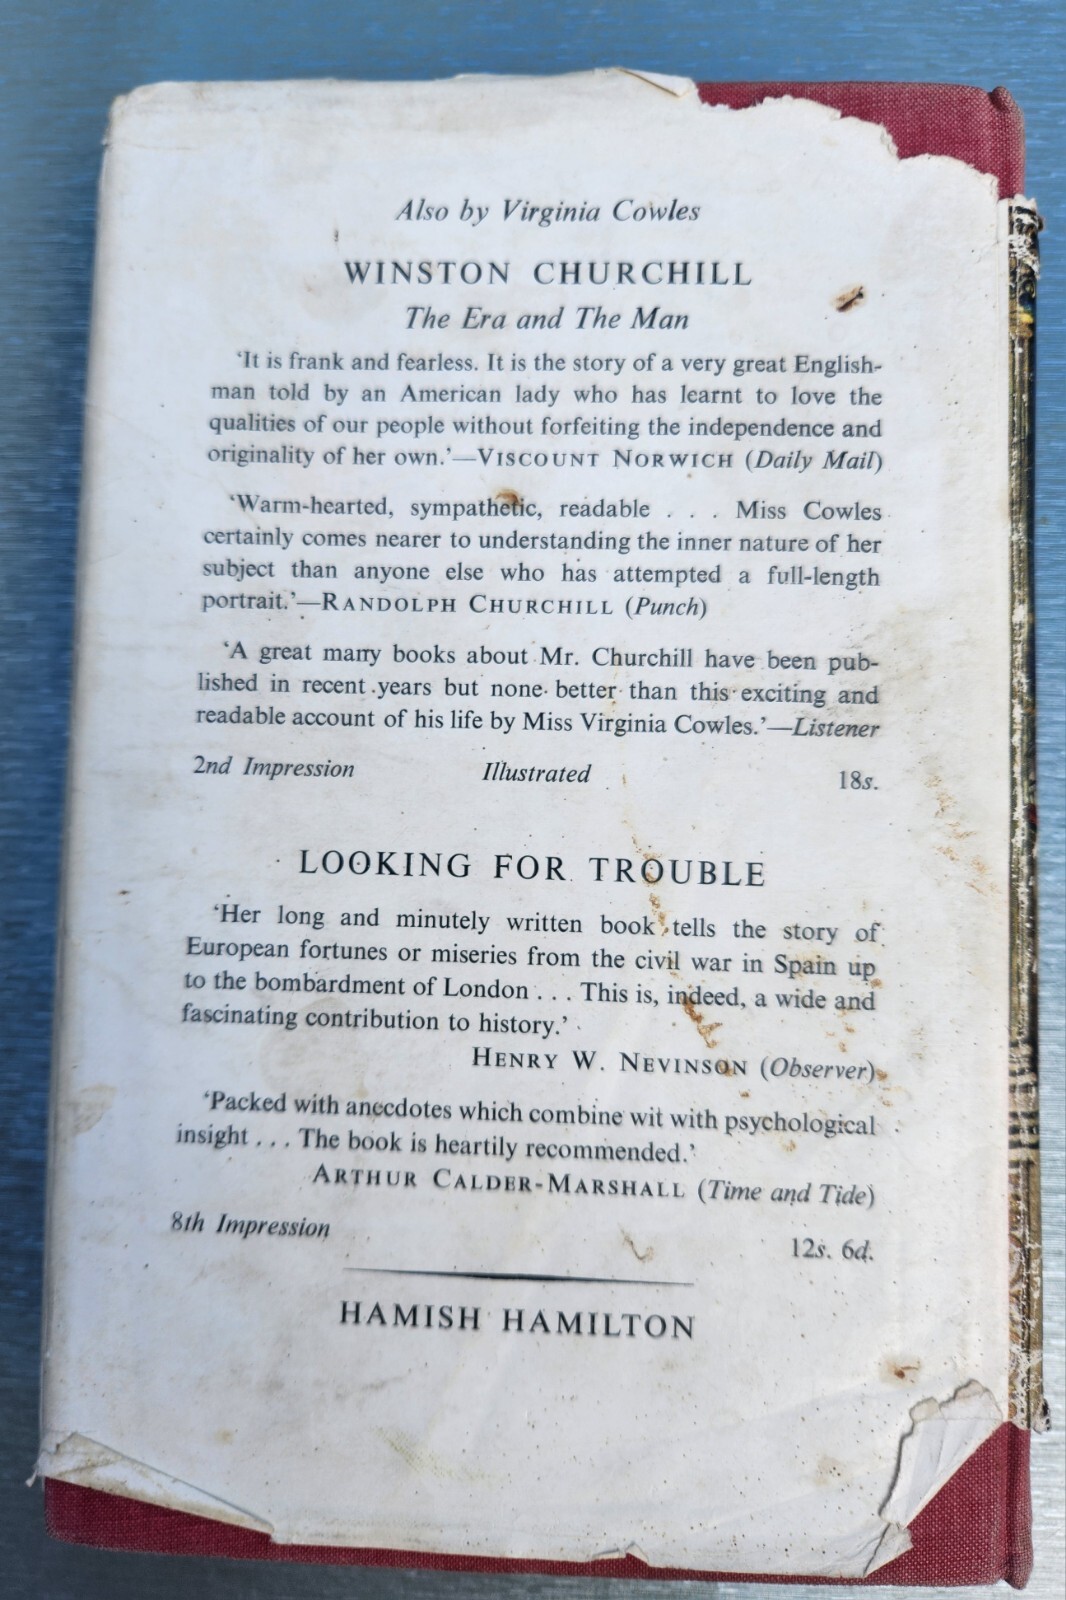 Also by Virginia Cowles
WINSTON CHURCHILL
The Era and The Man
‘It is frank and fearless. It is the story of a very great English-
man told by an American lady who has learnt to love the
qualities of our people without forfeiting the independence and
originality of her own.’—VISCOUNT NORWICH (Daily Mail)
‘Warm-hearted, sympathetic, readable . . . Miss Cowles
certainly comes nearer to understanding the inner nature of her
subject than anyone else who has attempted a full-length
portrait.’—RANDOLPH CHURCHILL (Punch)
‘A great many books about Mr. Churchill have been pub-
lished in recent years but none better than this exciting and
readable account of his life by Miss Virginia Cowles.’—Listener
2nd Impression Illustrated 18s.
LOOKING FOR TROUBLE
‘Her long and minutely written book tells the story of
European fortunes or miseries from the civil war in Spain up
to the bombardment of London . . . This is, indeed, a wide and
fascinating contribution to history.’
HENRY W. NEVINSON (Observer)
‘Packed with anecdotes which combine wit with psychological
insight . . . The book is heartily recommended.’
ARTHUR CALDER-MARSHALL (Time and Tide)
8th Impression 12s. 6d.
HAMISH HAMILTON